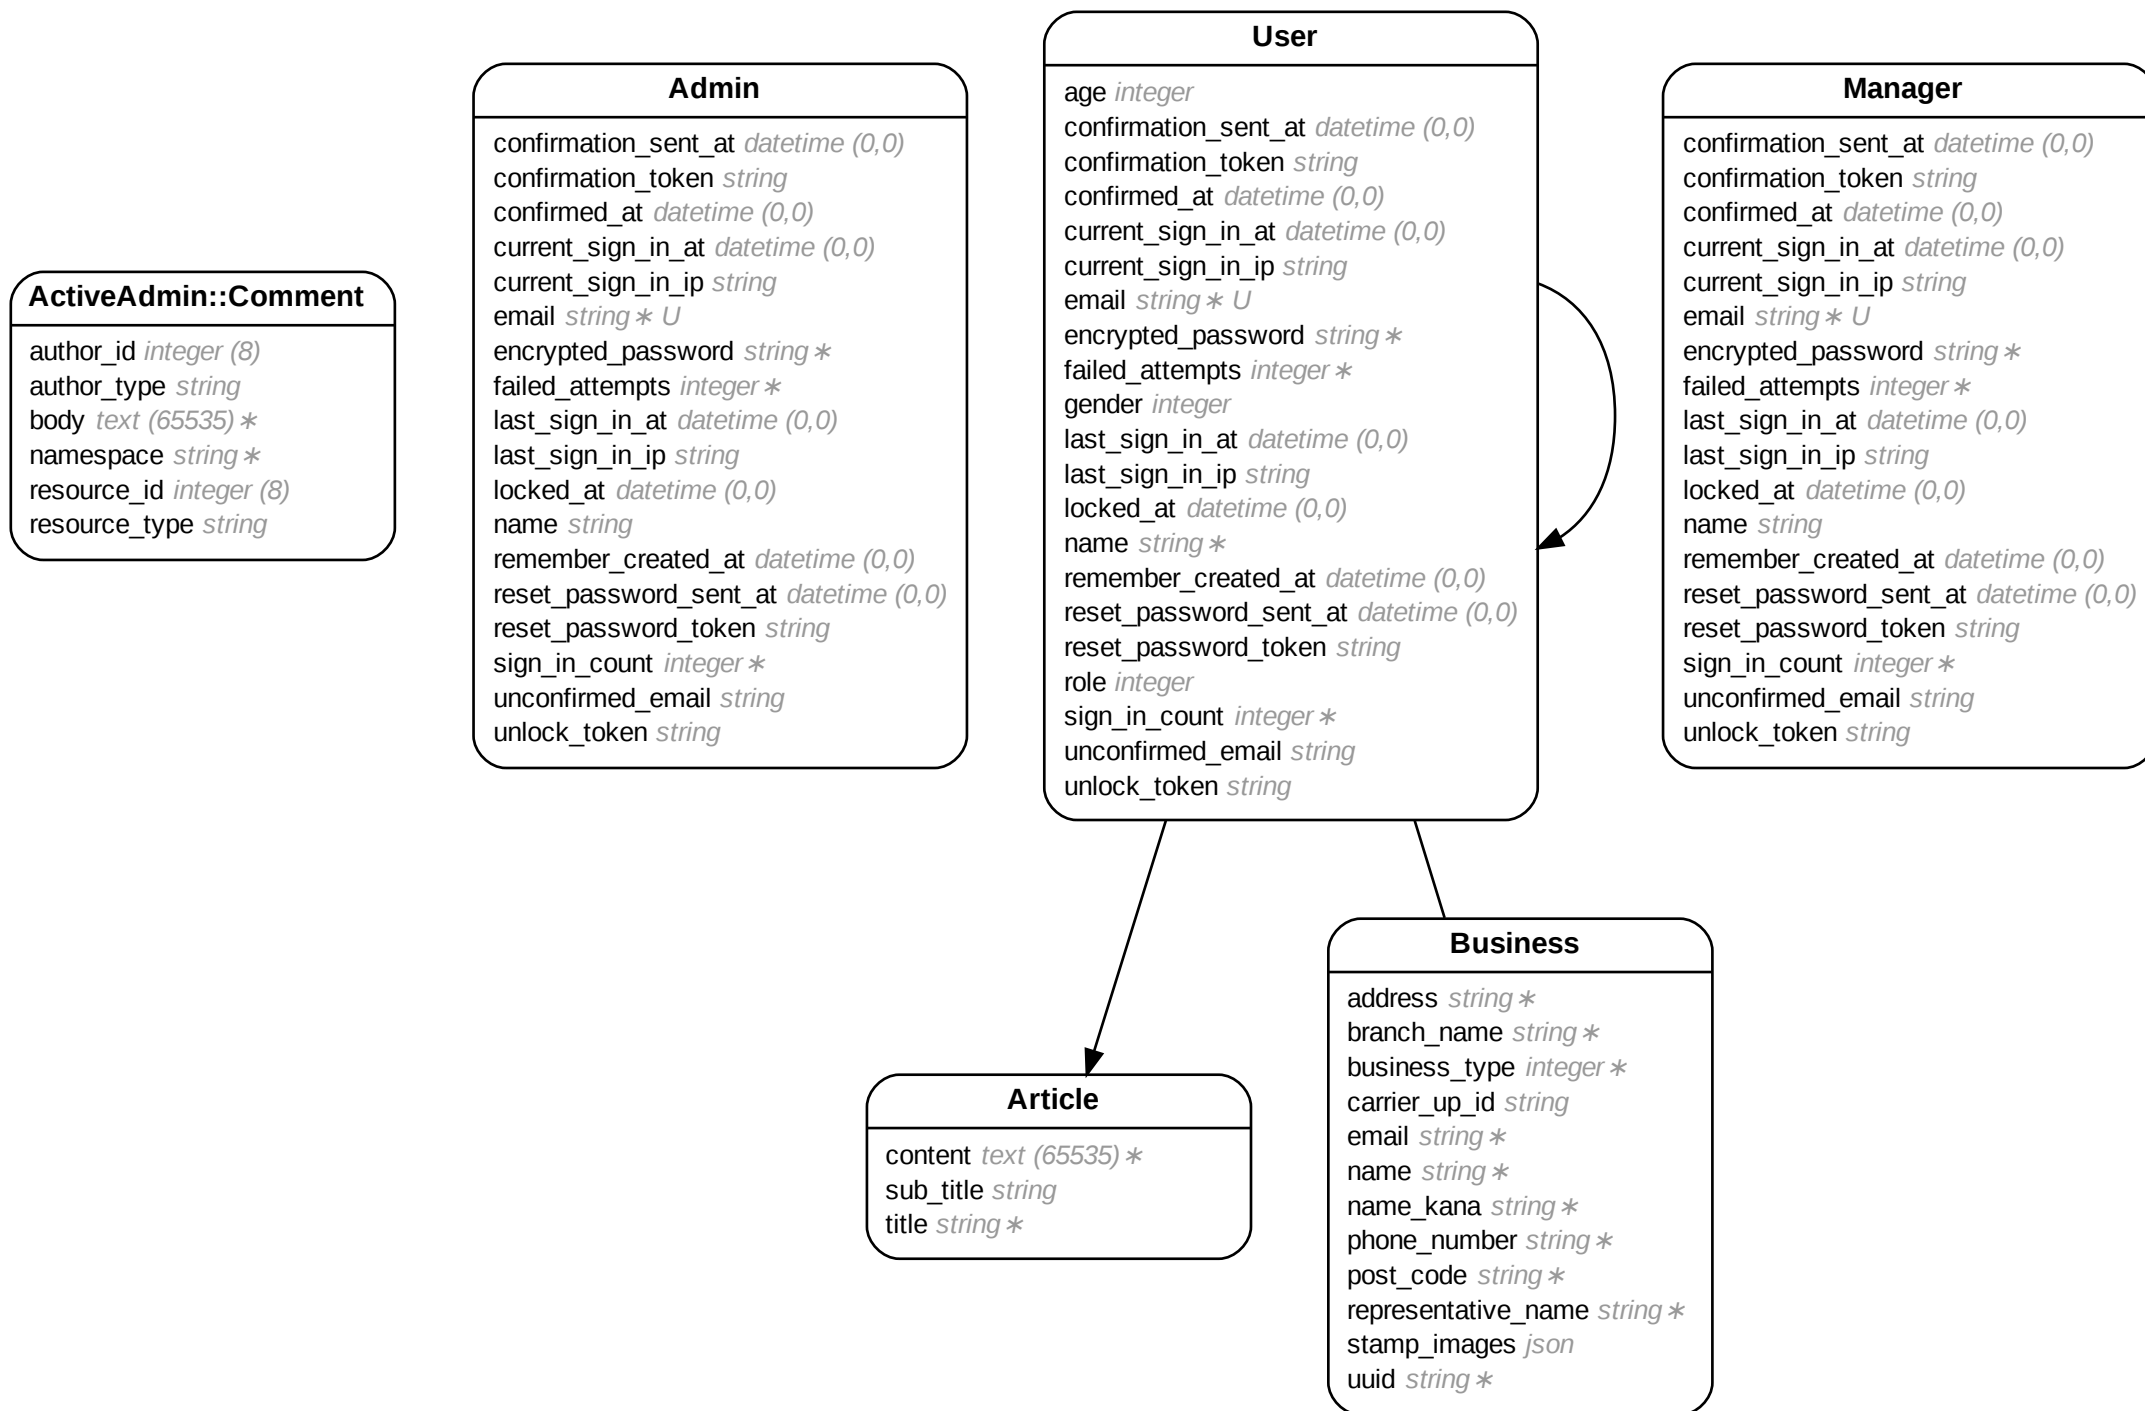 ActiveAdmin::Comment
author_id integer (8)
author_type string
body text (65535) ∗
namespace string ∗
resource_id integer (8)
resource_type string
Admin
confirmation_sent_at datetime (0,0)
confirmation_token string
confirmed_at datetime (0,0)
current_sign_in_at datetime (0,0)
current_sign_in_ip string
email string ∗ U
encrypted_password string ∗
failed_attempts integer ∗
last_sign_in_at datetime (0,0)
last_sign_in_ip string
locked_at datetime (0,0)
name string
remember_created_at datetime (0,0)
reset_password_sent_at datetime (0,0)
reset_password_token string
sign_in_count integer ∗
unconfirmed_email string
unlock_token string
User
age integer
confirmation_sent_at datetime (0,0)
confirmation_token string
confirmed_at datetime (0,0)
current_sign_in_at datetime (0,0)
current_sign_in_ip string
email string ∗ U
encrypted_password string ∗
failed_attempts integer ∗
gender integer
last_sign_in_at datetime (0,0)
last_sign_in_ip string
locked_at datetime (0,0)
name string ∗
remember_created_at datetime (0,0)
reset_password_sent_at datetime (0,0)
reset_password_token string
role integer
sign_in_count integer ∗
unconfirmed_email string
unlock_token string
Manager
confirmation_sent_at datetime (0,0)
confirmation_token string
confirmed_at datetime (0,0)
current_sign_in_at datetime (0,0)
current_sign_in_ip string
email string ∗ U
encrypted_password string ∗
failed_attempts integer ∗
last_sign_in_at datetime (0,0)
last_sign_in_ip string
locked_at datetime (0,0)
name string
remember_created_at datetime (0,0)
reset_password_sent_at datetime (0,0)
reset_password_token string
sign_in_count integer ∗
unconfirmed_email string
unlock_token string
Article
content text (65535) ∗
sub_title string
title string ∗
Business
address string ∗
branch_name string ∗
business_type integer ∗
carrier_up_id string
email string ∗
name string ∗
name_kana string ∗
phone_number string ∗
post_code string ∗
representative_name string ∗
stamp_images json
uuid string ∗